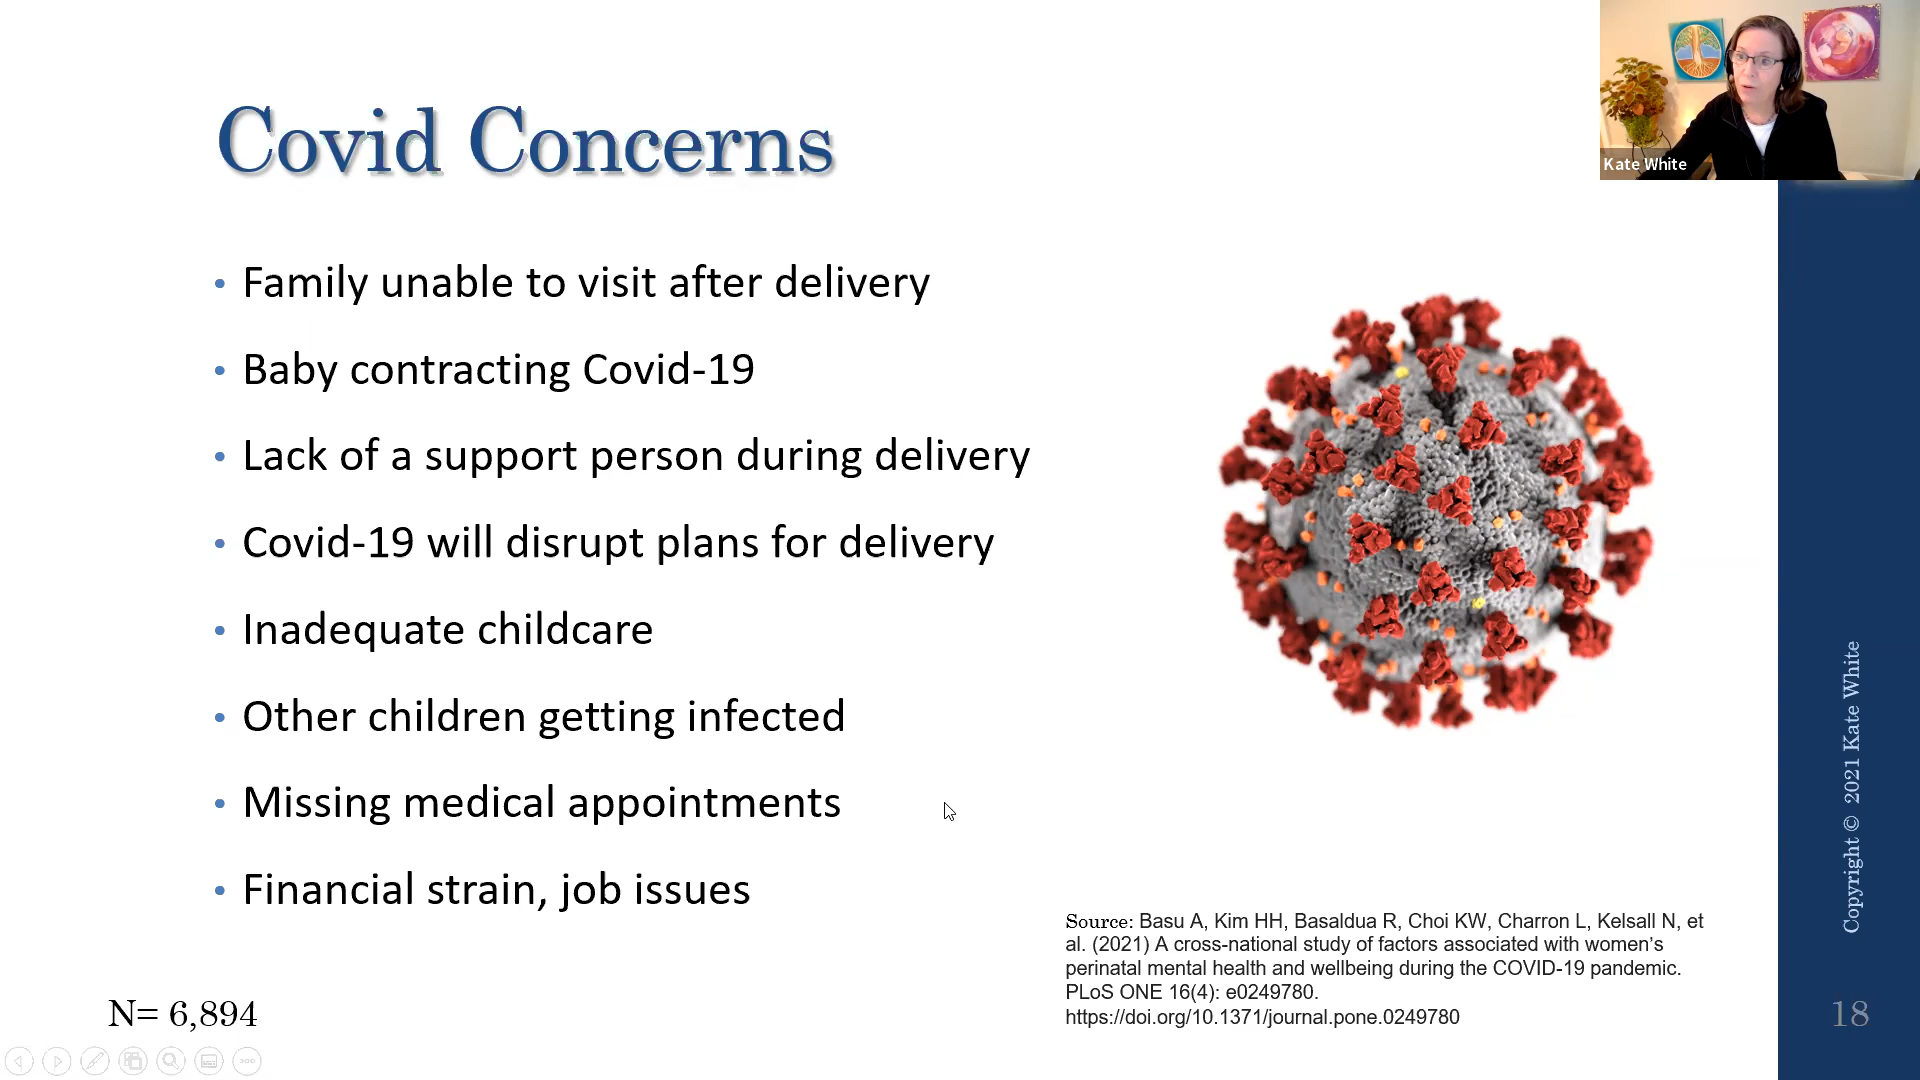 Covid Concerns
Kate White
• Family unable to visit after delivery
• Baby contracting Covid-19
• Lack of a support person during delivery
• Covid-19 will disrupt plans for delivery
• Inadequate childcare
• Other children getting infected
• Missing medical appointments
• Financial strain, job issues
Source: Basu A, Kim HH, Basaldua R, Choi KW, Charron L, Kelsall N, et
al. (2021) A cross-national study of factors associated with women’s
perinatal mental health and wellbeing during the COVID-19 pandemic.
PLoS ONE 16(4): e0249780.
https://doi.org/10.1371/journal.pone.0249780
N= 6,894
Copyright © 2021 Kate White
18